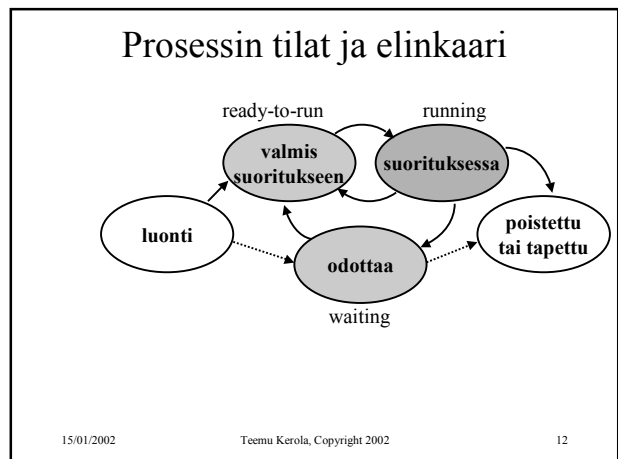 Prosessin tilat ja elinkaari
ready-to-run
running
valmis
suoritukseen
suorituksessa
luonti
poistettu
tai tapettu
odottaa
waiting
15/01/2002
Teemu Kerola, Copyright 2002
12